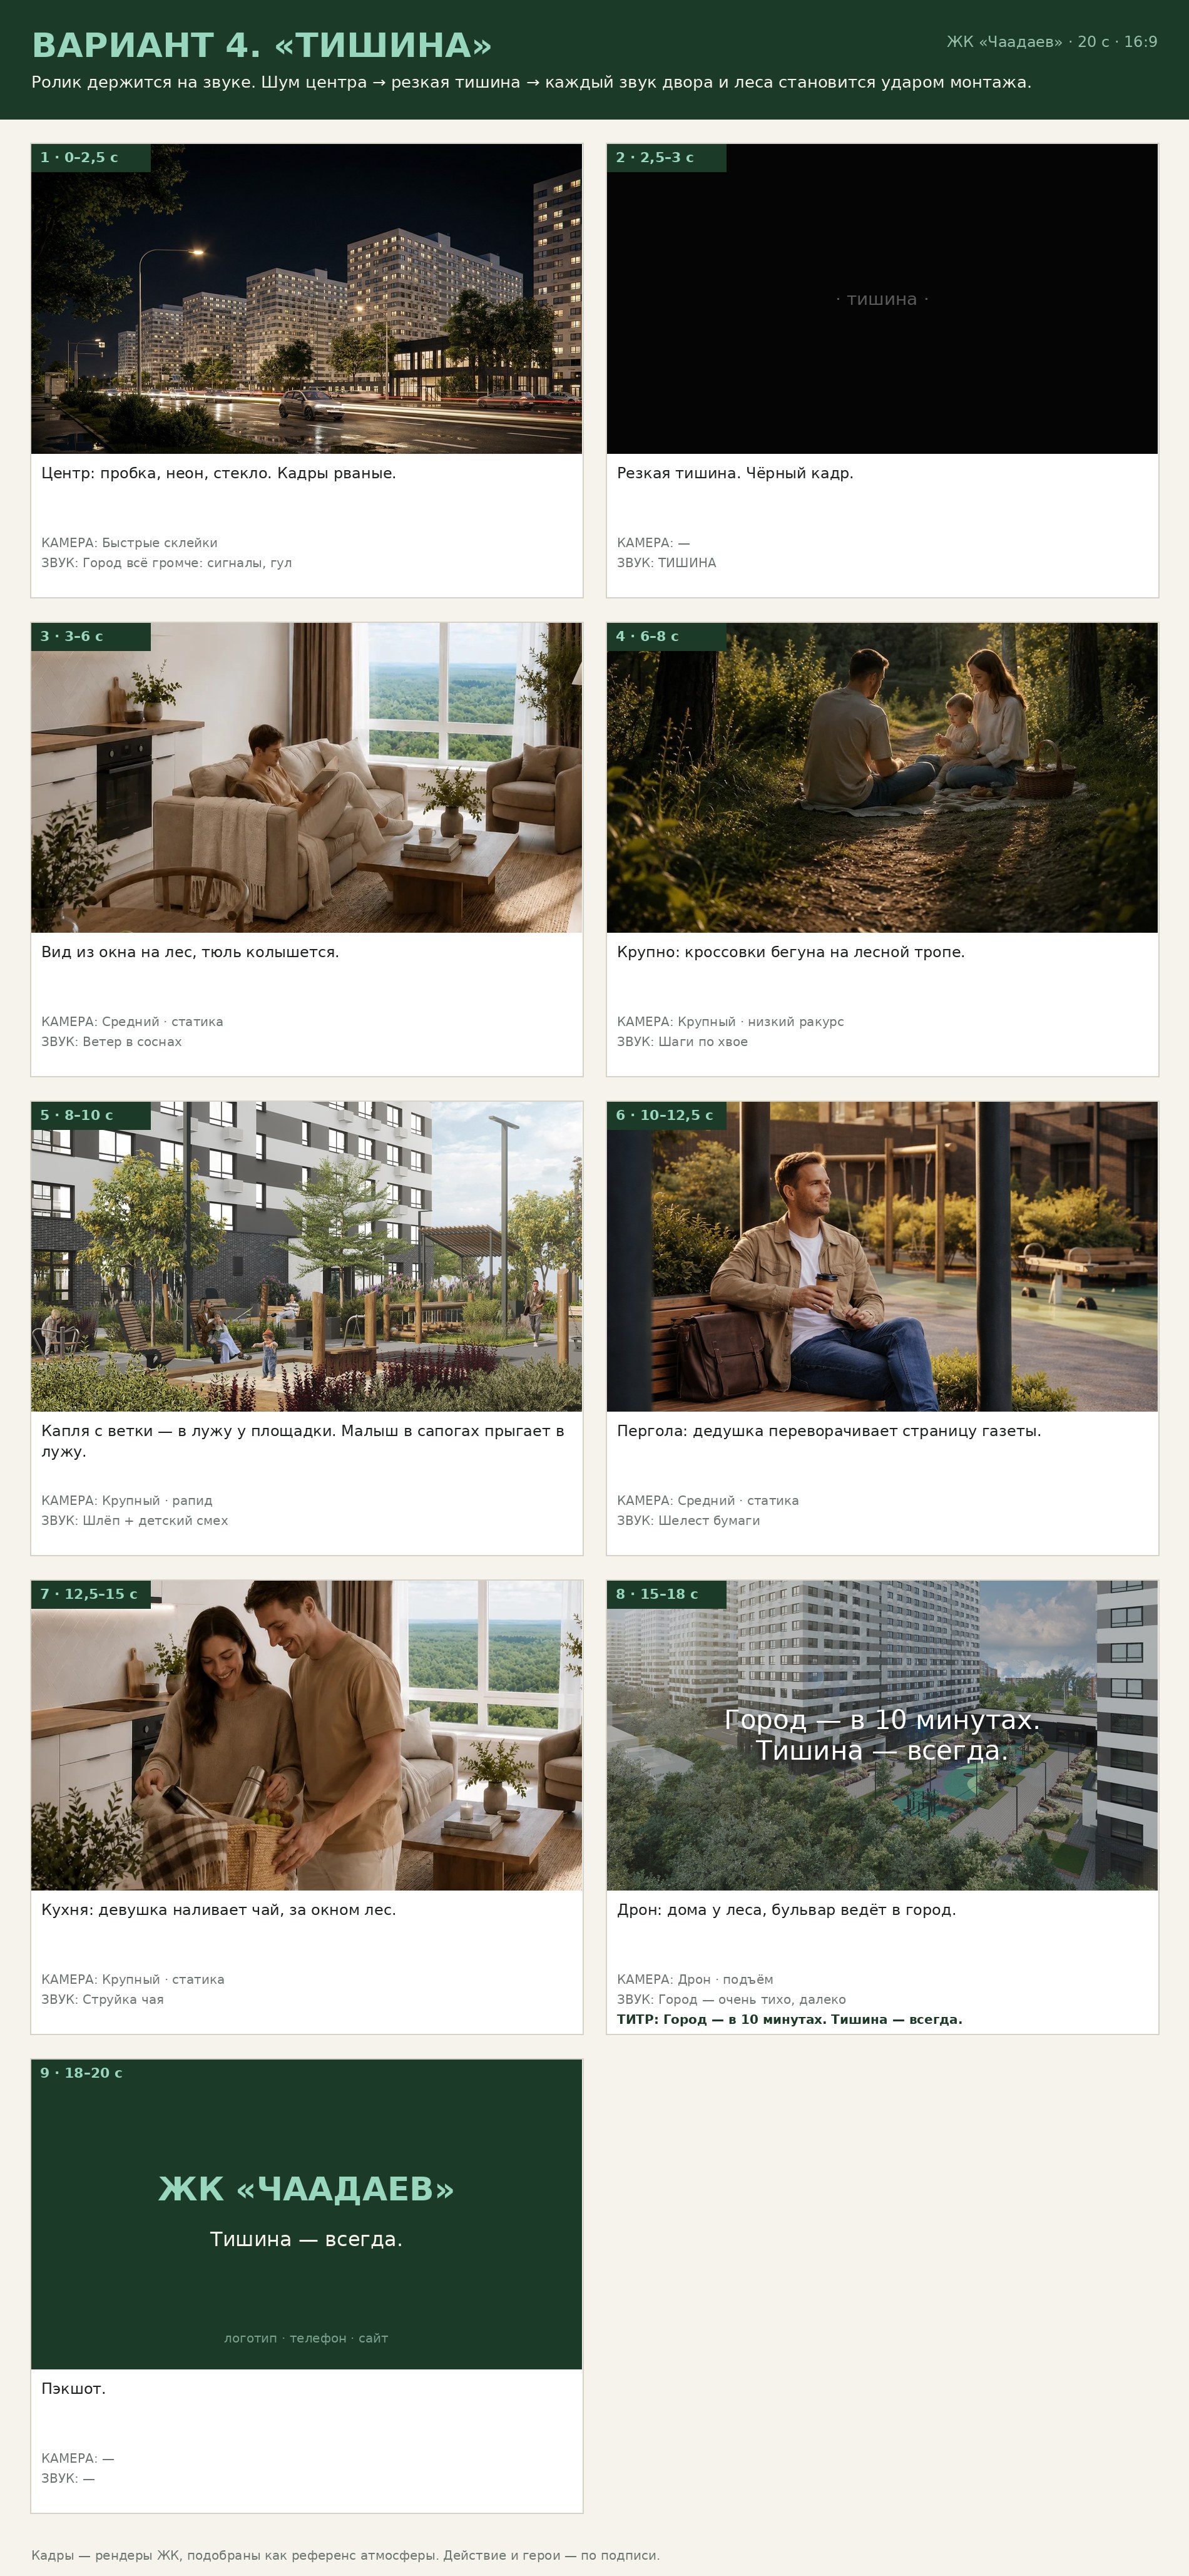 ВАРИАНТ 4. «ТИШИНА»
ЖК «Чаадаев» · 20 с · 16:9
Ролик держится на звуке. Шум центра → резкая тишина → каждый звук двора и леса становится ударом монтажа.
1 · 0–2,5 с
Центр: пробка, неон, стекло. Кадры рваные.
КАМЕРА: Быстрые склейки
ЗВУК: Город всё громче: сигналы, гул
2 · 2,5–3 с
· тишина ·
Резкая тишина. Чёрный кадр.
КАМЕРА: —
ЗВУК: ТИШИНА
3 · 3–6 с
Вид из окна на лес, тюль колышется.
КАМЕРА: Средний · статика
ЗВУК: Ветер в соснах
4 · 6–8 с
Крупно: кроссовки бегуна на лесной тропе.
КАМЕРА: Крупный · низкий ракурс
ЗВУК: Шаги по хвое
5 · 8–10 с
Капля с ветки — в лужу у площадки. Малыш в сапогах прыгает в
лужу.
КАМЕРА: Крупный · рапид
ЗВУК: Шлёп + детский смех
6 · 10–12,5 с
Пергола: дедушка переворачивает страницу газеты.
КАМЕРА: Средний · статика
ЗВУК: Шелест бумаги
7 · 12,5–15 с
Кухня: девушка наливает чай, за окном лес.
КАМЕРА: Крупный · статика
ЗВУК: Струйка чая
8 · 15–18 с
Город — в 10 минутах.
Тишина — всегда.
Дрон: дома у леса, бульвар ведёт в город.
КАМЕРА: Дрон · подъём
ЗВУК: Город — очень тихо, далеко
ТИТР: Город — в 10 минутах. Тишина — всегда.
9 · 18–20 с
ЖК «ЧААДАЕВ»
Тишина — всегда.
логотип · телефон · сайт
Пэкшот.
КАМЕРА: —
ЗВУК: —
Кадры — рендеры ЖК, подобраны как референс атмосферы. Действие и герои — по подписи.